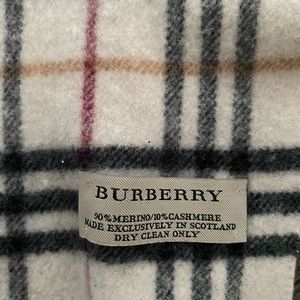 BURBERRY
90% MERINO/10% CASHMERE
MADE EXCLUSIVELY IN SCOTLAND
DRY CLEAN ONLY